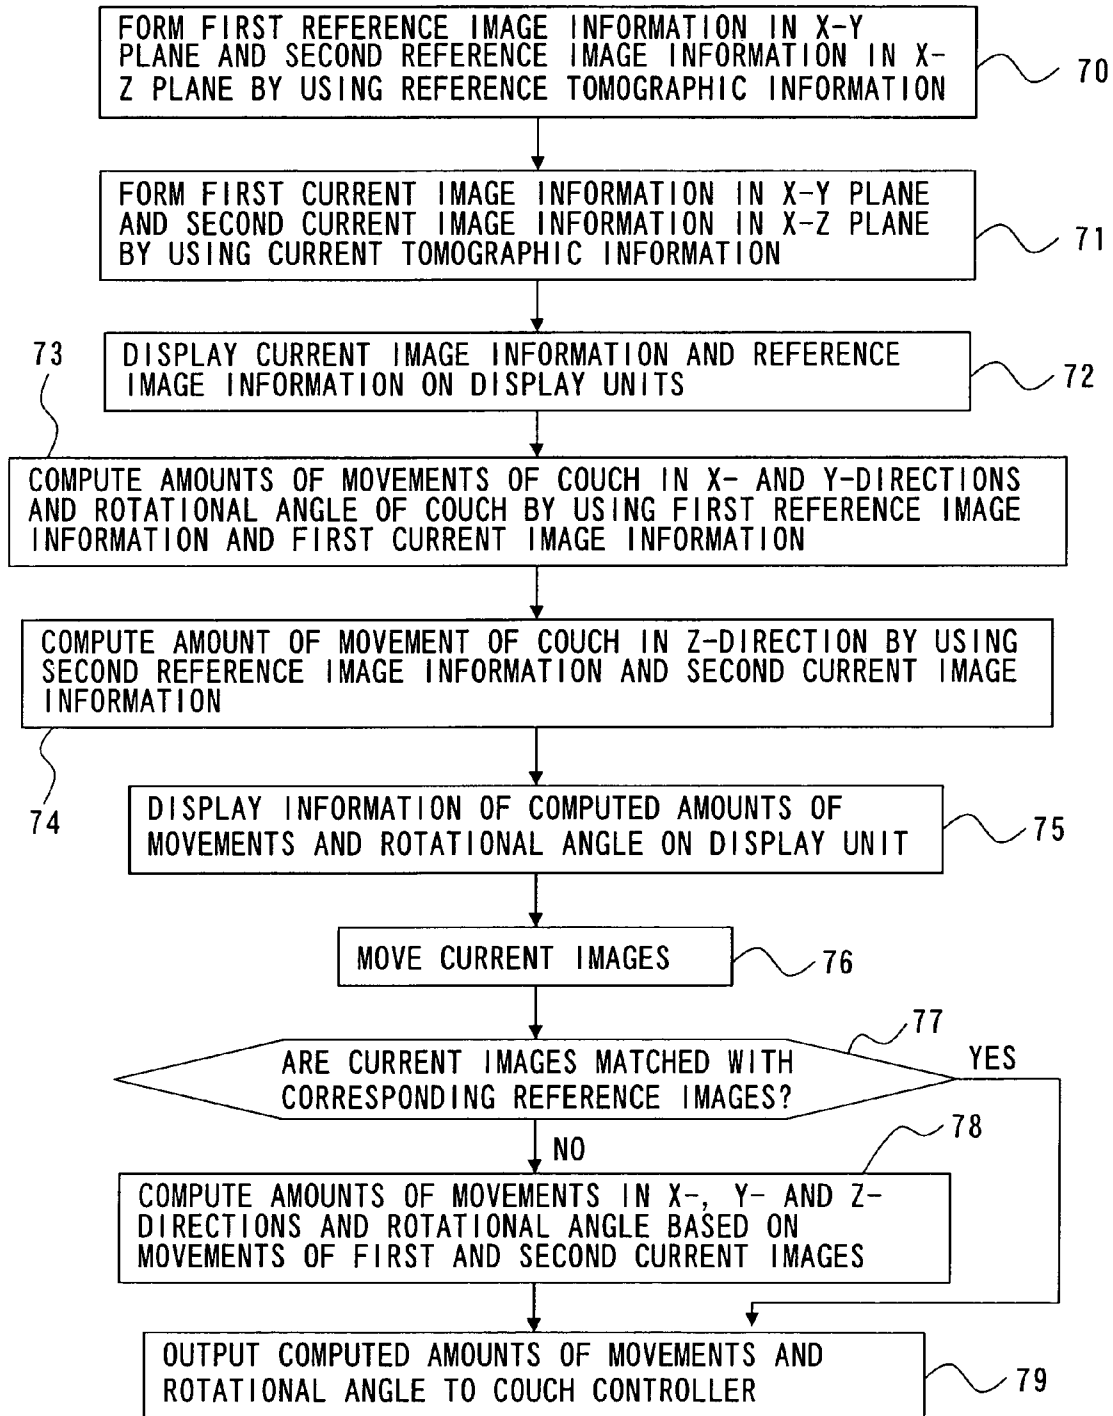 FORM FIRST REFERENCE IMAGE INFORMATION IN X-Y
PLANE AND SECOND REFERENCE IMAGE INFORMATION IN X-
Z PLANE BY USING REFERENCE TOMOGRAPHIC INFORMATION
70
FORM FIRST CURRENT IMAGE INFORMATION IN X-Y PLANE
AND SECOND CURRENT IMAGE INFORMATION IN X-Z PLANE
BY USING CURRENT TOMOGRAPHIC INFORMATION
71
DISPLAY CURRENT IMAGE INFORMATION AND REFERENCE
IMAGE INFORMATION ON DISPLAY UNITS
72
73
COMPUTE AMOUNTS OF MOVEMENTS OF COUCH IN X- AND Y-DIRECTIONS
AND ROTATIONAL ANGLE OF COUCH BY USING FIRST REFERENCE IMAGE
INFORMATION AND FIRST CURRENT IMAGE INFORMATION
COMPUTE AMOUNT OF MOVEMENT OF COUCH IN Z-DIRECTION BY USING
SECOND REFERENCE IMAGE INFORMATION AND SECOND CURRENT IMAGE
INFORMATION
74
DISPLAY INFORMATION OF COMPUTED AMOUNTS OF
MOVEMENTS AND ROTATIONAL ANGLE ON DISPLAY UNIT
75
MOVE CURRENT IMAGES
76
77
ARE CURRENT IMAGES MATCHED WITH
CORRESPONDING REFERENCE IMAGES?
YES
NO
78
COMPUTE AMOUNTS OF MOVEMENTS IN X-, Y- AND Z-
DIRECTIONS AND ROTATIONAL ANGLE BASED ON
MOVEMENTS OF FIRST AND SECOND CURRENT IMAGES
OUTPUT COMPUTED AMOUNTS OF MOVEMENTS AND
ROTATIONAL ANGLE TO COUCH CONTROLLER
79